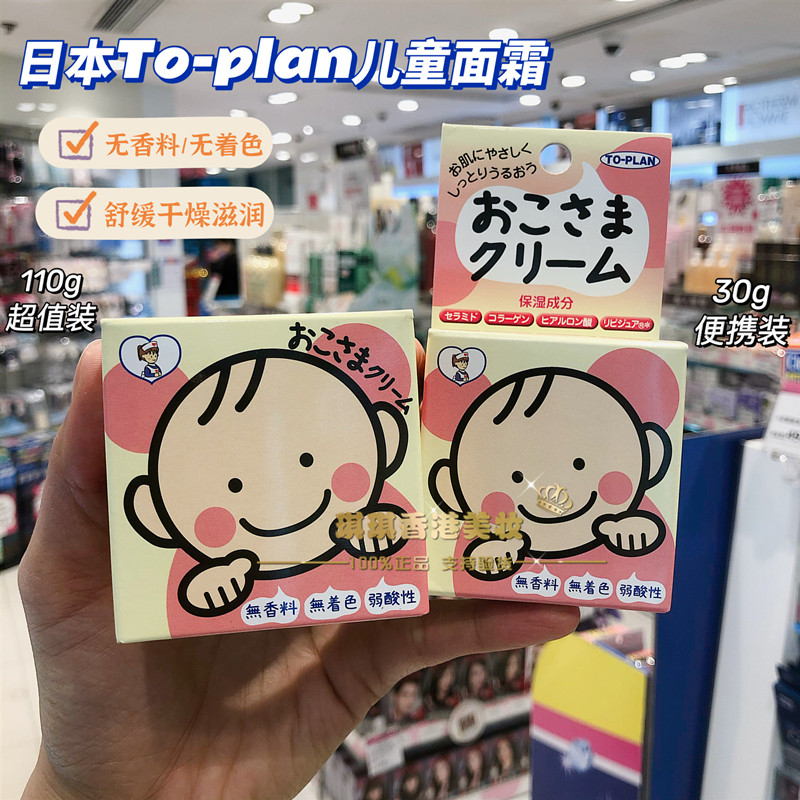 日本To-plan儿童面霜
无香料/无着色
舒缓干燥滋润
110g
超值装
30g
便携装
お肌にやさしく
しっとりうるおう
TO-PLAN
おこさま
クリーム
保湿成分
セラミド コラーゲン ヒアルロン酸 リピジュア®※
おこさまクリーム
無香料 無着色 弱酸性
無香料 無着色 弱酸性
琪琪香港美妆
100%正品 支持验货